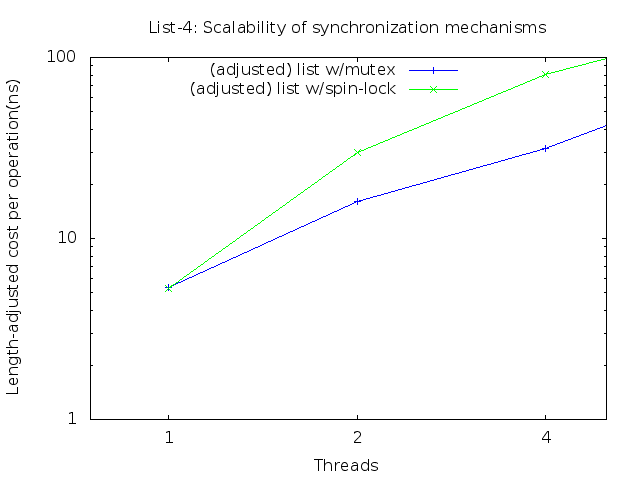 List-4: Scalability of synchronization mechanisms
Length-adjusted cost per operation(ns)
100
10
1
(adjusted) list w/mutex
(adjusted) list w/spin-lock
1 2 4
Threads